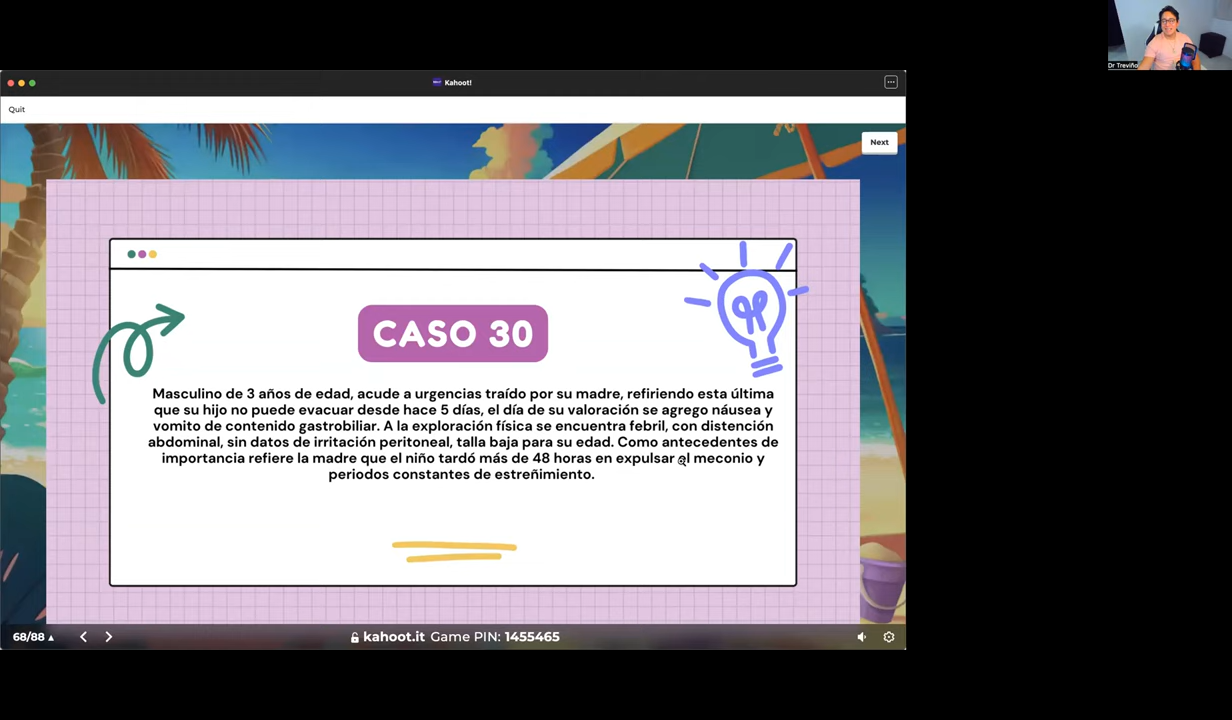 Dr Treviño
Kahoot!
Quit
Next
CASO 30
Masculino de 3 años de edad, acude a urgencias traído por su madre, refiriendo esta última
que su hijo no puede evacuar desde hace 5 días, el día de su valoración se agrego náusea y
vomito de contenido gastrobiliar. A la exploración física se encuentra febril, con distención
abdominal, sin datos de irritación peritoneal, talla baja para su edad. Como antecedentes de
importancia refiere la madre que el niño tardó más de 48 horas en expulsar el meconio y
periodos constantes de estreñimiento.
68/88
kahoot.it Game PIN: 1455465